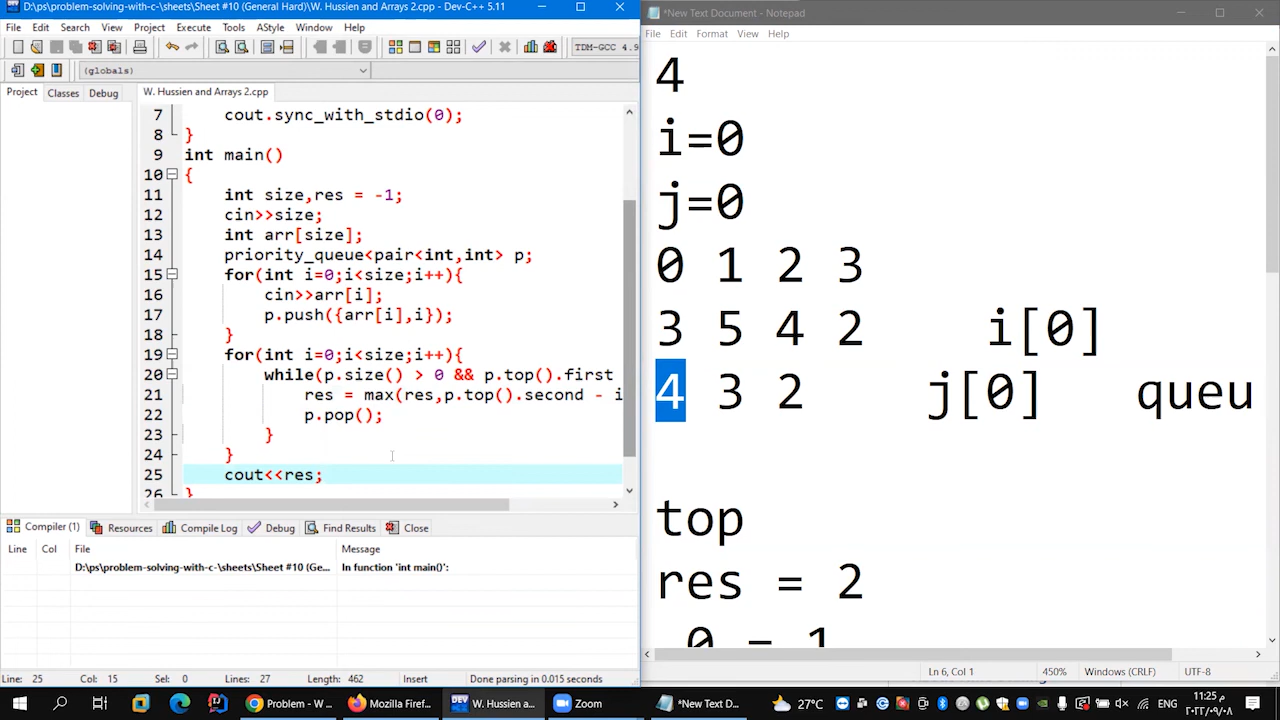 D:\ps\problem-solving-with-c-\sheets\Sheet #10 (General Hard)\W. Hussien and Arrays 2.cpp - Dev-C++ 5.11
File Edit Search View Project Execute Tools AStyle Window Help
TDM-GCC 4.9
(globals)
Project Classes Debug
W. Hussien and Arrays 2.cpp
7 cout.sync_with_stdio(0);
8 }
9 int main()
10 {
11 int size,res = -1;
12 cin>>size;
13 int arr[size];
14 priority_queue<pair<int,int> p;
15 for(int i=0;i<size;i++){
16 cin>>arr[i];
17 p.push({arr[i],i});
18 }
19 for(int i=0;i<size;i++){
20 while(p.size() > 0 && p.top().first
21 res = max(res,p.top().second - i
22 p.pop();
23 }
24 }
25 cout<<res;
26 }
Compiler (1) Resources Compile Log Debug Find Results Close
Line Col File Message
D:\ps\problem-solving-with-c-\sheets\Sheet #10 (Ge... In function 'int main()':
Line: 25 Col: 15 Sel: 0 Lines: 27 Length: 462 Insert Done parsing in 0.015 seconds
*New Text Document - Notepad
File Edit Format View Help
4
i=0
j=0
0 1 2 3
3 5 4 2 i[0]
4 3 2 j[0] queu
top
res = 2
0 - 1
Ln 6, Col 1 450% Windows (CRLF) UTF-8
Problem - W ... Mozilla Firef... W. Hussien a... Zoom *New Text D... 27°C
11:25 م
٢٠٢٢/٠٩/٠٨